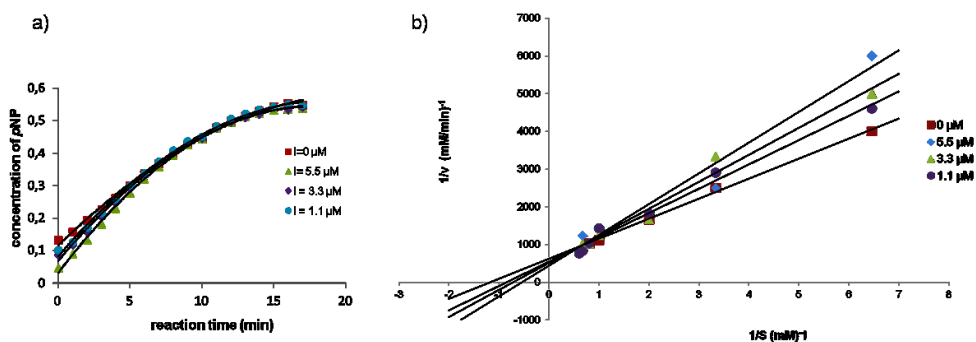 a)
concentration of pNP
0,6
0,5
0,4
0,3
0,2
0,1
0
0
5
10
15
20
reaction time (min)
I=0 µM
I= 5.5 µM
I = 3.3 µM
I = 1.1 µM
b)
1/v (mM/min)-1
7000
6000
5000
4000
3000
2000
1000
0
-1000
-3
-2
-1
0
1
2
3
4
5
6
7
8
1/S (mM)-1
0 µM
5.5 µM
3.3 µM
1.1 µM